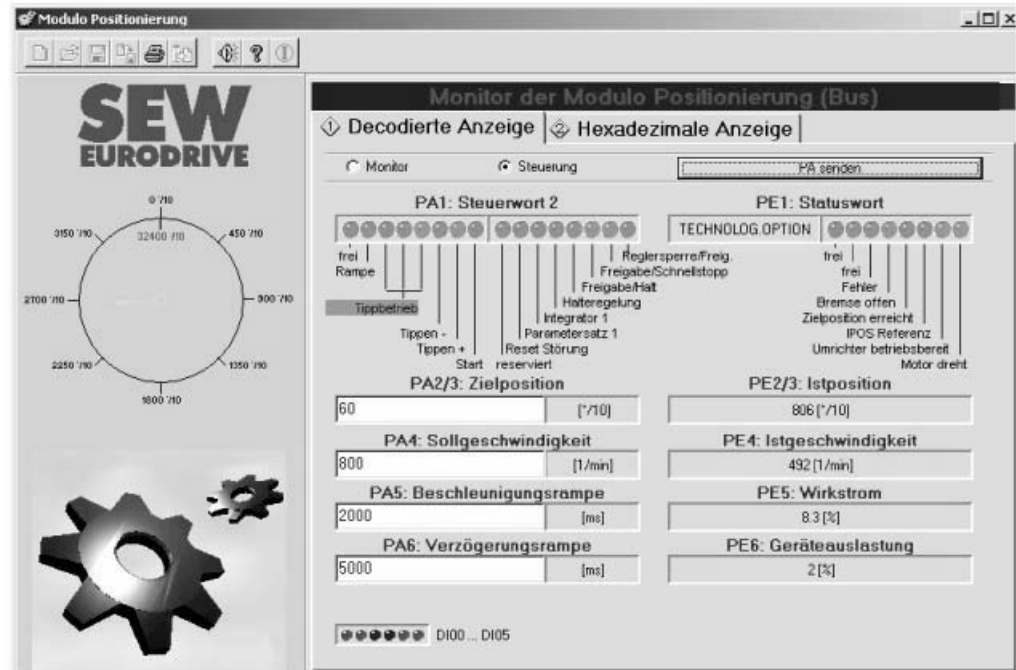 Modulo Positionierung
SEW
EURODRIVE
0 °/10
32400 °/10
450 °/10
900 °/10
1350 °/10
1800 °/10
2250 °/10
2700 °/10
3150 °/10
Monitor der Modulo Positionierung (Bus)
1 Decodierte Anzeige
2 Hexadezimale Anzeige
Monitor
Steuerung
PA senden
PA1: Steuerwort 2
frei
Rampe
Tippbetrieb
Tippen -
Tippen +
Start
reserviert
Reset Störung
Parametersatz 1
Integrator 1
Halteregelung
Freigabe/Halt
Freigabe/Schnellstopp
Reglersperre/Freig.
PE1: Statuswort
TECHNOLOG.OPTION
frei
frei
Fehler
Bremse offen
Zielposition erreicht
IPOS Referenz
Umrichter betriebsbereit
Motor dreht
PA2/3: Zielposition
60 [°/10]
PE2/3: Istposition
806 [°/10]
PA4: Sollgeschwindigkeit
800 [1/min]
PE4: Istgeschwindigkeit
492 [1/min]
PA5: Beschleunigungsrampe
2000 [ms]
PE5: Wirkstrom
8.3 [%]
PA6: Verzögerungsrampe
5000 [ms]
PE6: Geräteauslastung
2 [%]
DI00 ... DI05